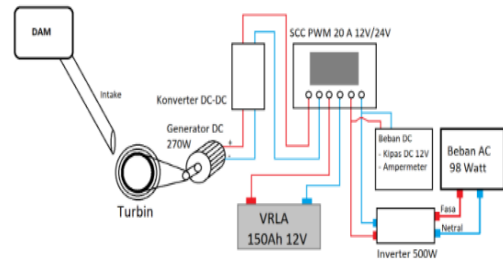 DAM
SCC PWM 20 A 12V/24V
Intake
Konverter DC-DC
Generator DC
270W
+
-
Turbin
VRLA
150Ah 12V
Beban DC
- Kipas DC 12V
- Ampermeter
Beban AC
98 Watt
Fasa
Netral
Inverter 500W